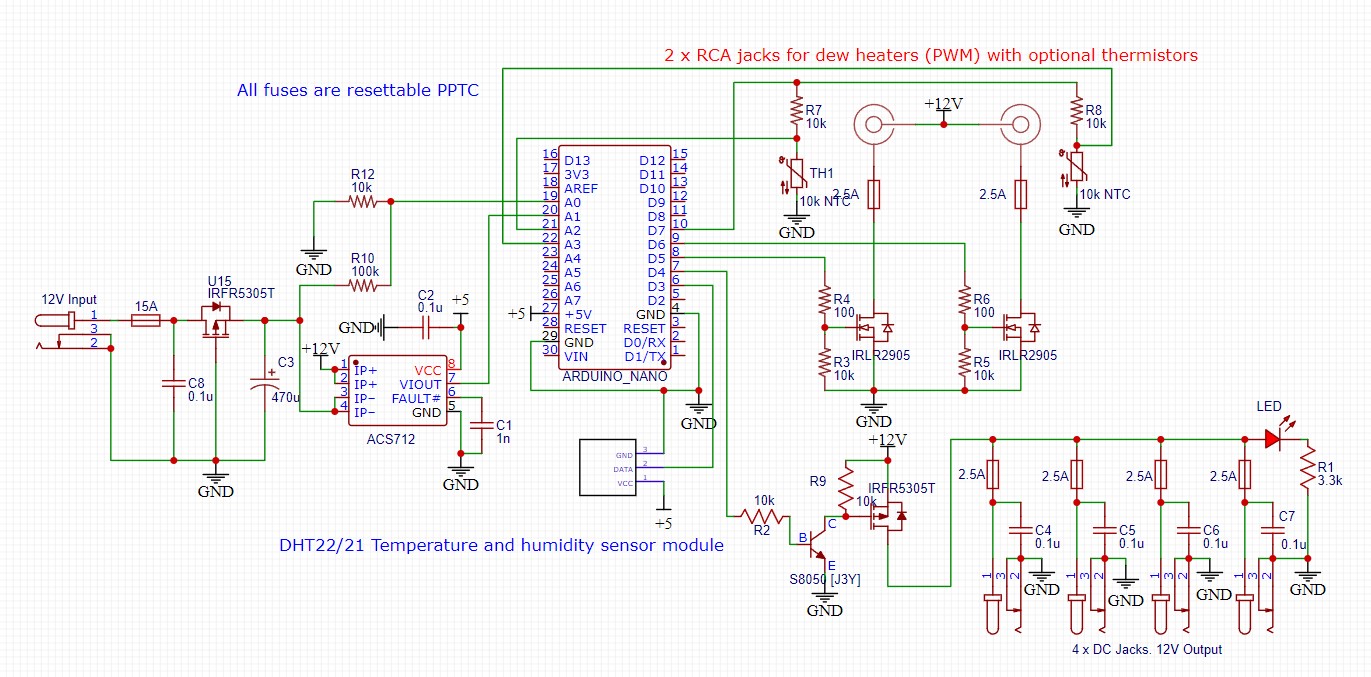 2 x RCA jacks for dew heaters (PWM) with optional thermistors
All fuses are resettable PPTC
R7
10k
+12V
R8
10k
16 D13 D12 15
17 3V3 D11 14
18 AREF D10 13
19 A0 D9 12
20 A1 D8 11
21 A2 D7 10
22 A3 D6 9
23 A4 D5 8
24 A5 D4 7
25 A6 D3 6
26 A7 D2 5
27 +5V GND 4
28 RESET RESET 3
29 GND D0/RX 2
30 VIN D1/TX 1
ARDUINO_NANO
+5
TH1
10k NTC
GND
2.5A
2.5A
10k NTC
GND
R12
10k
GND
R10
100k
U15
IRFR5305T
12V Input
1
3
2
15A
C8
0.1u
C3
470u
+
GND
C2
0.1u
+5
GND
+12V
1 IP+ VCC 8
2 IP+ VIOUT 7
3 IP- FAULT# 6
4 IP- GND 5
ACS712
C1
1n
GND
R4
100
R3
10k
IRLR2905
R6
100
R5
10k
IRLR2905
GND
GND
GND 3
DATA 2
VCC 1
+5
DHT22/21 Temperature and humidity sensor module
+12V
R9
10k
IRFR5305T
10k
R2
B
C
E
S8050 [J3Y]
GND
LED
R1
3.3k
2.5A
2.5A
2.5A
2.5A
C4
0.1u
C5
0.1u
C6
0.1u
C7
0.1u
1 3 2
GND
1 3 2
GND
1 3 2
GND
1 3 2
GND
4 x DC Jacks. 12V Output